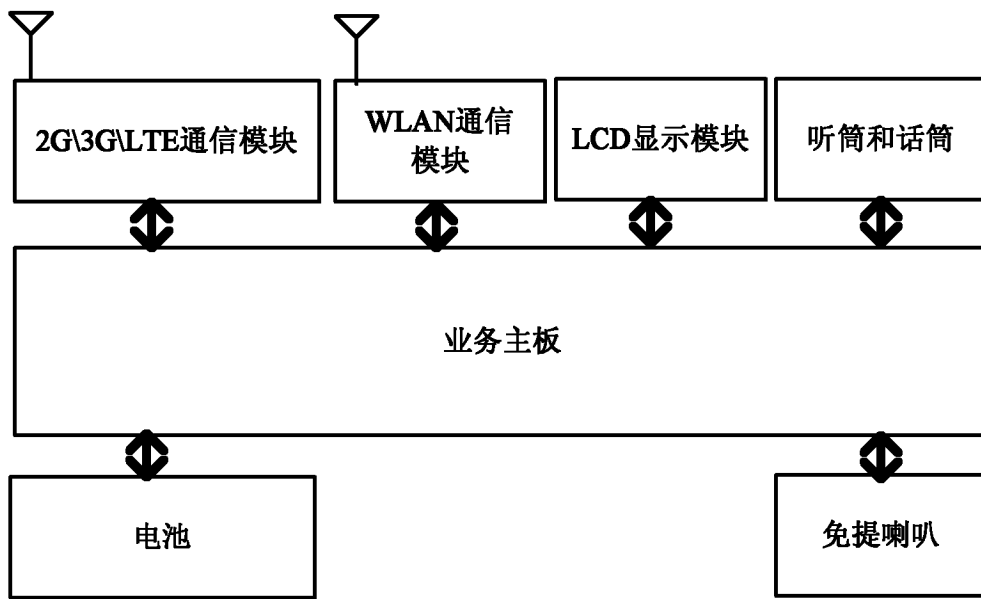 2G\3G\LTE通信模块
WLAN通信
模块
LCD显示模块
听筒和话筒
业务主板
电池
免提喇叭